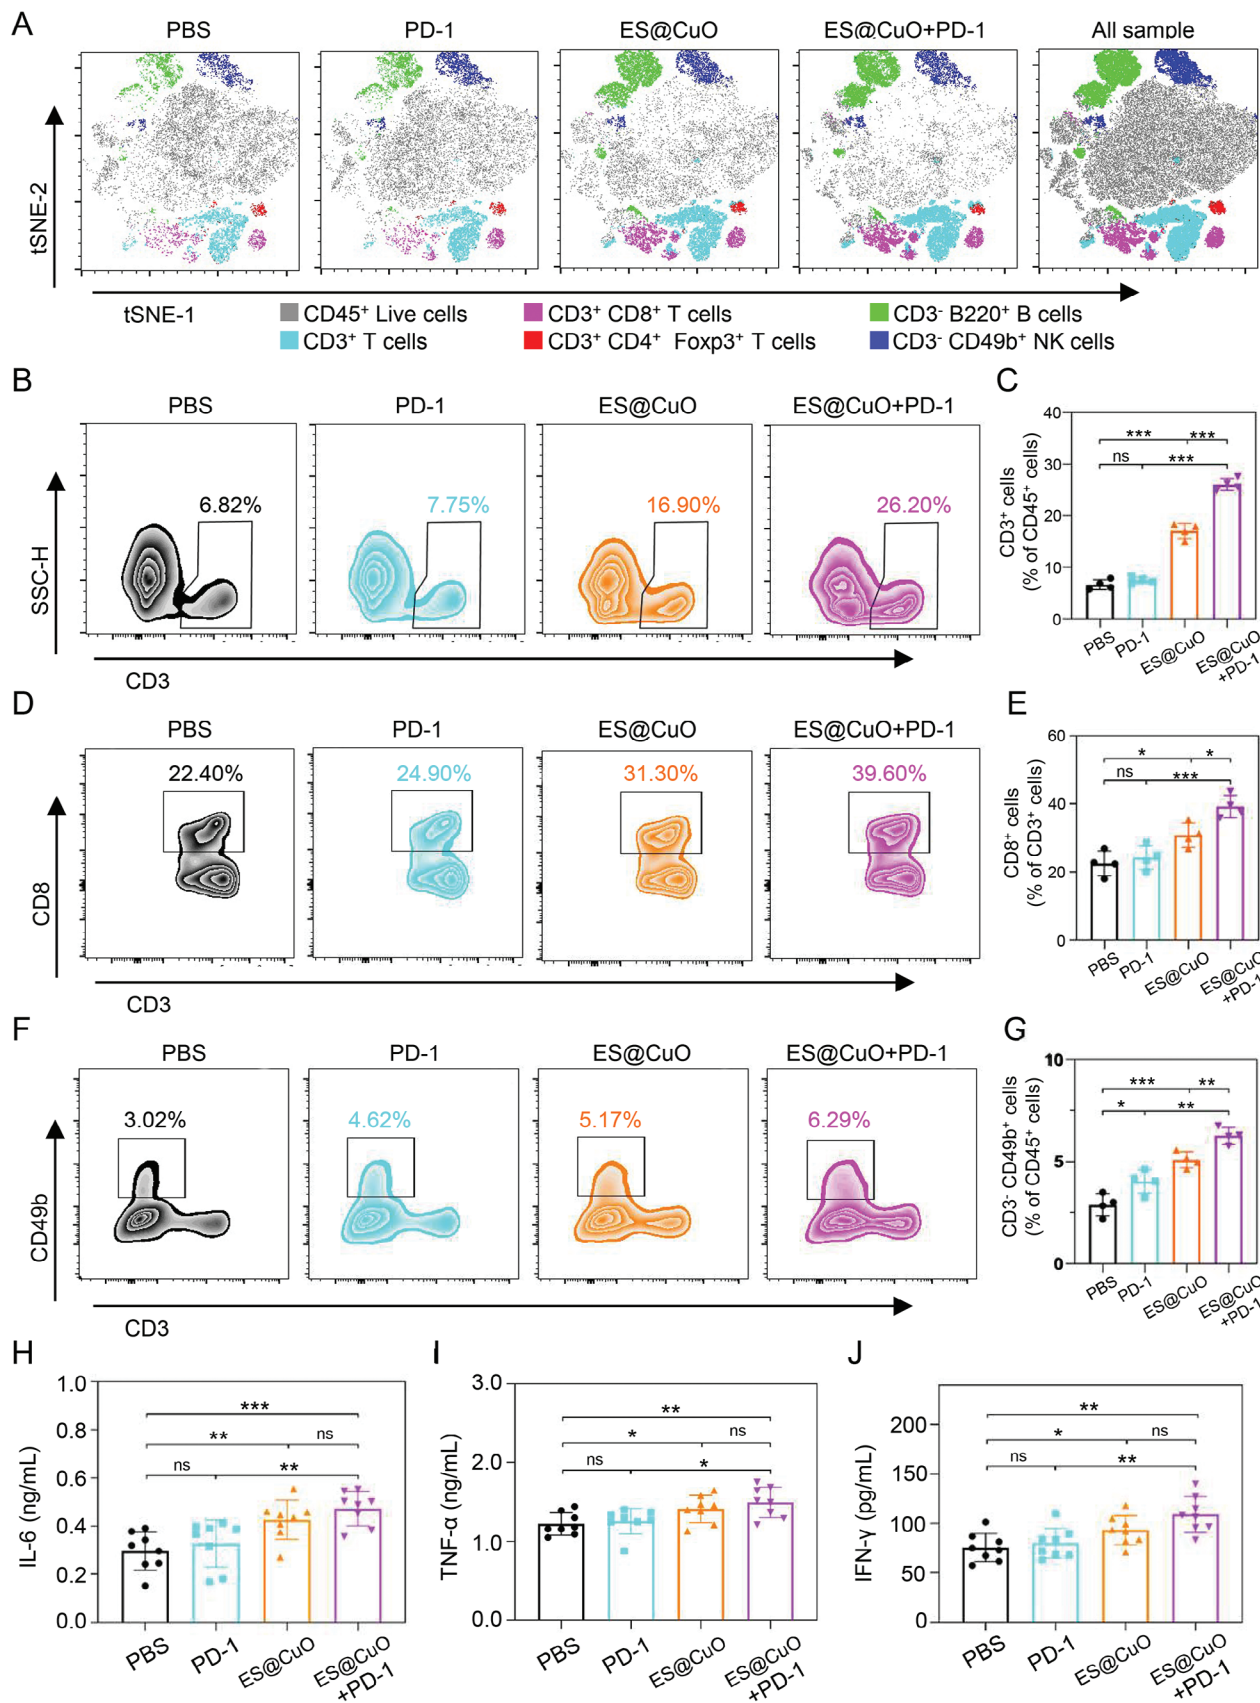 A
PBS
PD-1
ES@CuO
ES@CuO+PD-1
All sample
tSNE-2
tSNE-1
CD45⁺ Live cells
CD3⁺ CD8⁺ T cells
CD3⁻ B220⁺ B cells
CD3⁺ T cells
CD3⁺ CD4⁺ Foxp3⁺ T cells
CD3⁻ CD49b⁺ NK cells
B
PBS
PD-1
ES@CuO
ES@CuO+PD-1
6.82%
7.75%
16.90%
26.20%
SSC-H
CD3
C
CD3⁺ cells
(% of CD45⁺ cells)
40
30
20
10
0
*** ***
ns ***
PBS
PD-1
ES@CuO
ES@CuO
+PD-1
D
PBS
PD-1
ES@CuO
ES@CuO+PD-1
22.40%
24.90%
31.30%
39.60%
CD8
CD3
E
CD8⁺ cells
(% of CD3⁺ cells)
60
40
20
0
* *
ns ***
PBS
PD-1
ES@CuO
ES@CuO
+PD-1
F
PBS
PD-1
ES@CuO
ES@CuO+PD-1
3.02%
4.62%
5.17%
6.29%
CD49b
CD3
G
CD3⁻ CD49b⁺ cells
(% of CD45⁺ cells)
10
5
0
*** **
* **
PBS
PD-1
ES@CuO
ES@CuO
+PD-1
H
IL-6 (ng/mL)
1.0
0.8
0.6
0.4
0.2
0.0
***
** ns
ns **
PBS
PD-1
ES@CuO
ES@CuO
+PD-1
I
TNF-α (ng/mL)
3.0
2.0
1.0
0.0
**
* ns
ns *
PBS
PD-1
ES@CuO
ES@CuO
+PD-1
J
IFN-γ (pg/mL)
200
150
100
50
0
**
* ns
ns **
PBS
PD-1
ES@CuO
ES@CuO
+PD-1